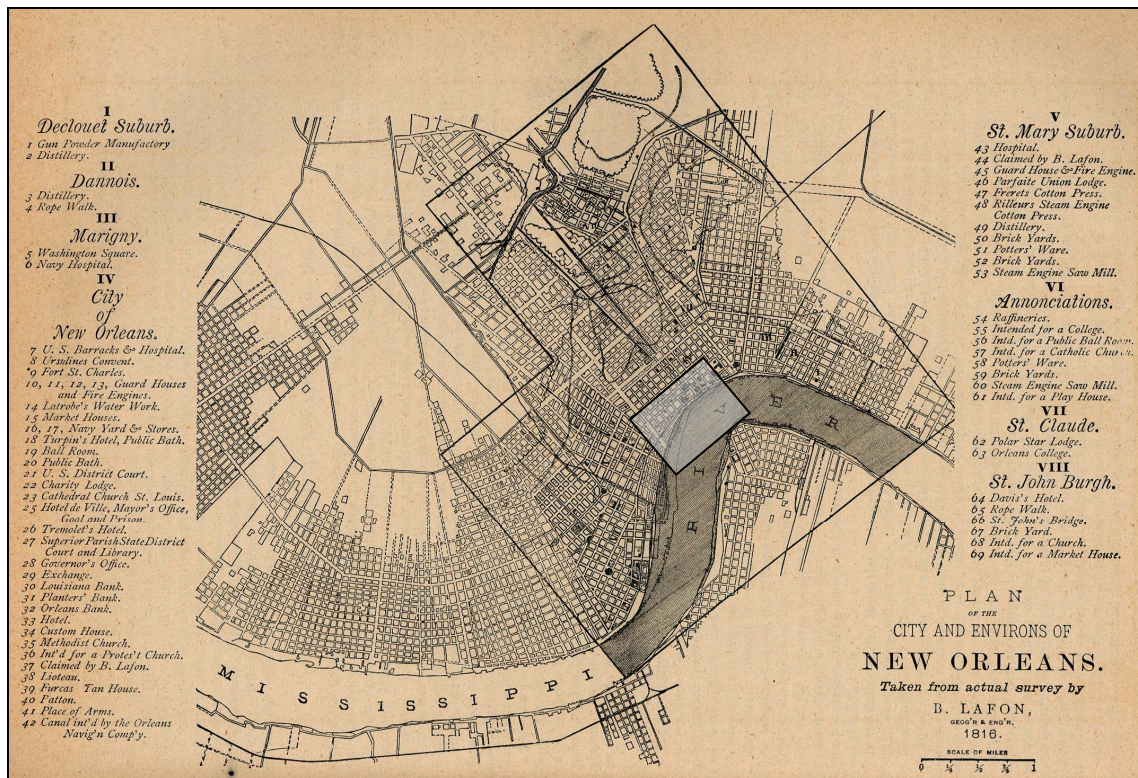 I
Declouet Suburb.
1 Gun Powder Manufactory
2 Distillery.
II
Dannois.
3 Distillery.
4 Rope Walk.
III
Marigny.
5 Washington Square.
6 Navy Hospital.
IV
City
of
New Orleans.
7 U. S. Barracks & Hospital.
8 Ursulines Convent.
9 Fort St. Charles.
10, 11, 12, 13, Guard Houses
and Fire Engines.
14 Latrobe's Water Work.
15 Market Houses.
16, 17, Navy Yard & Stores.
18 Turpin's Hotel, Public Bath.
19 Ball Room.
20 Public Bath.
21 U. S. District Court.
22 Charity Lodge.
23 Cathedral Church St. Louis.
25 Hotel de Ville, Mayor's Office,
Goal and Prison.
26 Tremolet's Hotel.
27 Superior Parish State District
Court and Library.
28 Governor's Office.
29 Exchange.
30 Louisiana Bank.
31 Planters' Bank.
32 Orleans Bank.
33 Hotel.
34 Custom House.
35 Methodist Church.
36 Int'd for a Protes't Church.
37 Claimed by B. Lafon.
38 Lioteau.
39 Furcas Tan House.
40 Patton.
41 Place of Arms.
42 Canal int'd by the Orleans
Navig'n Comp'y.
MISSISSIPPI
RIVER
V
St. Mary Suburb.
43 Hospital.
44 Claimed by B. Lafon.
45 Guard House & Fire Engine.
46 Parfaite Union Lodge.
47 Frerets Cotton Press.
48 Rilleurs Steam Engine
Cotton Press.
49 Distillery.
50 Brick Yards.
51 Potters' Ware.
52 Brick Yards.
53 Steam Engine Saw Mill.
VI
Annonciations.
54 Raffineries.
55 Intended for a College.
56 Intd. for a Public Ball Room.
57 Intd. for a Catholic Church.
58 Potters' Ware.
59 Brick Yards.
60 Steam Engine Saw Mill.
61 Intd. for a Play House.
VII
St. Claude.
62 Polar Star Lodge.
63 Orleans College.
VIII
St. John Burgh.
64 Davis's Hotel.
65 Rope Walk.
66 St. John's Bridge.
67 Brick Yard.
68 Intd. for a Church.
69 Intd. for a Market House.
PLAN
OF THE
CITY AND ENVIRONS OF
NEW ORLEANS.
Taken from actual survey by
B. LAFON,
GEOG'R & ENG'R.
1816.
SCALE OF MILES
0 ¼ ½ ¾ 1